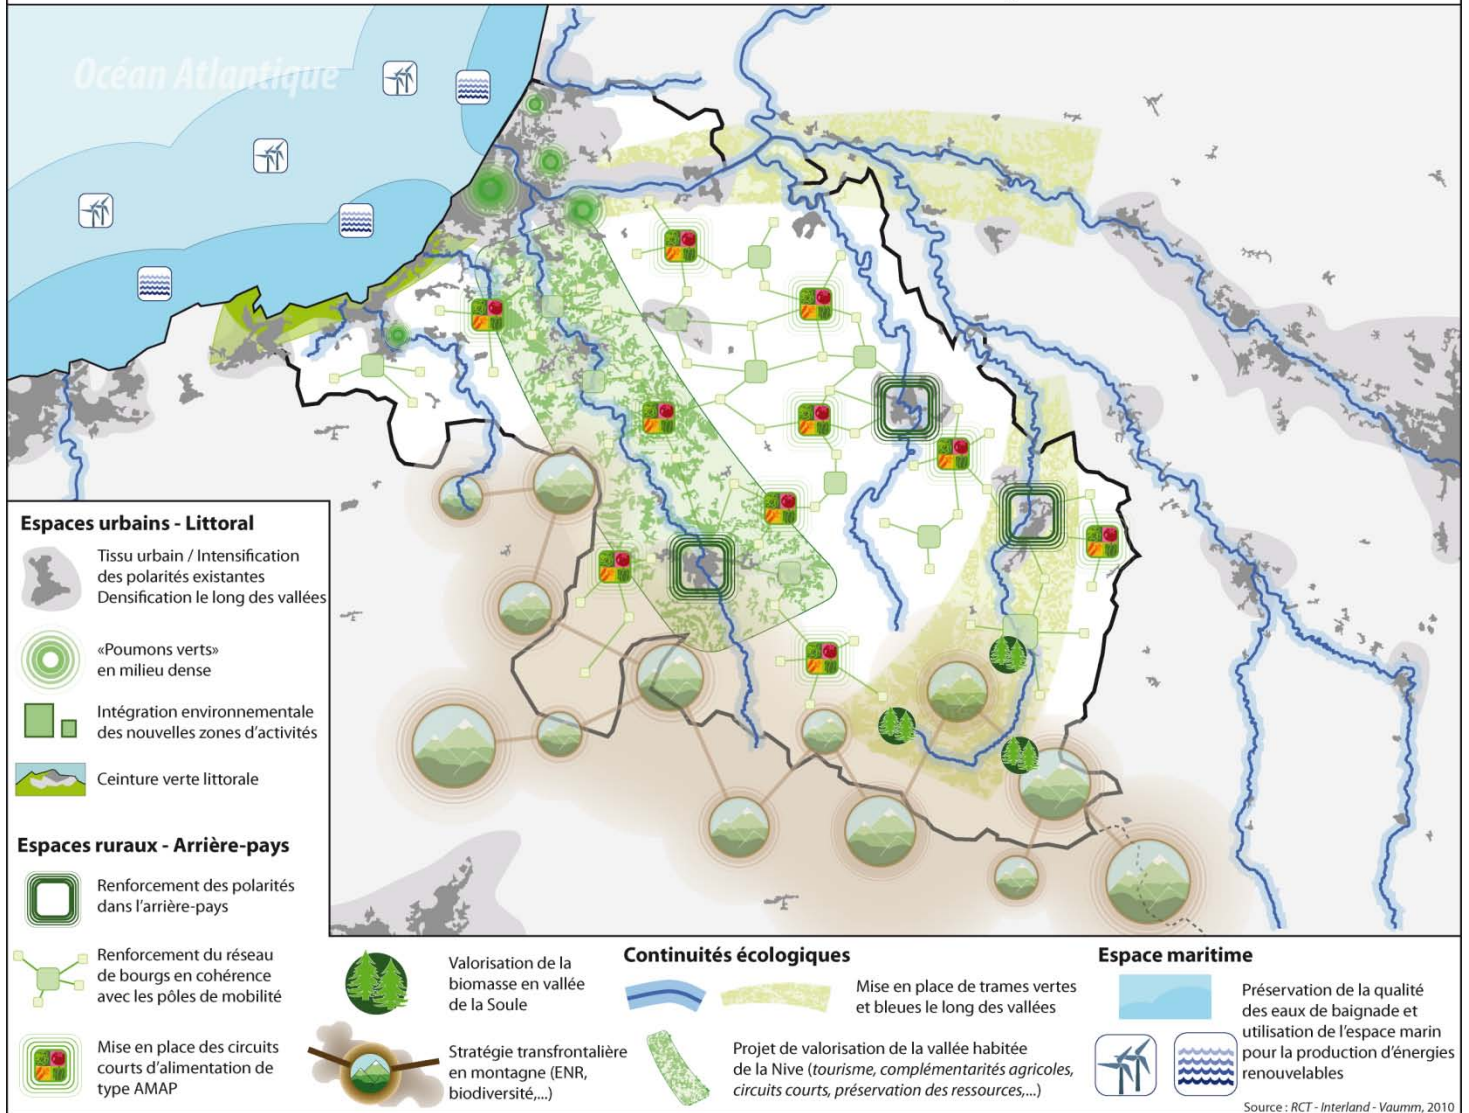 Océan Atlantique
Espaces urbains - Littoral
Tissu urbain / Intensification
des polarités existantes
Densification le long des vallées
«Poumons verts»
en milieu dense
Intégration environnementale
des nouvelles zones d'activités
Ceinture verte littorale
Espaces ruraux - Arrière-pays
Renforcement des polarités
dans l'arrière-pays
Renforcement du réseau
de bourgs en cohérence
avec les pôles de mobilité
Mise en place des circuits
courts d'alimentation de
type AMAP
Valorisation de la
biomasse en vallée
de la Soule
Stratégie transfrontalière
en montagne (ENR,
biodiversité,...)
Continuités écologiques
Mise en place de trames vertes
et bleues le long des vallées
Projet de valorisation de la vallée habitée
de la Nive (tourisme, complémentarités agricoles,
circuits courts, préservation des ressources,...)
Espace maritime
Préservation de la qualité
des eaux de baignade et
utilisation de l'espace marin
pour la production d'énergies
renouvelables
Source : RCT - Interland - Vaumm, 2010